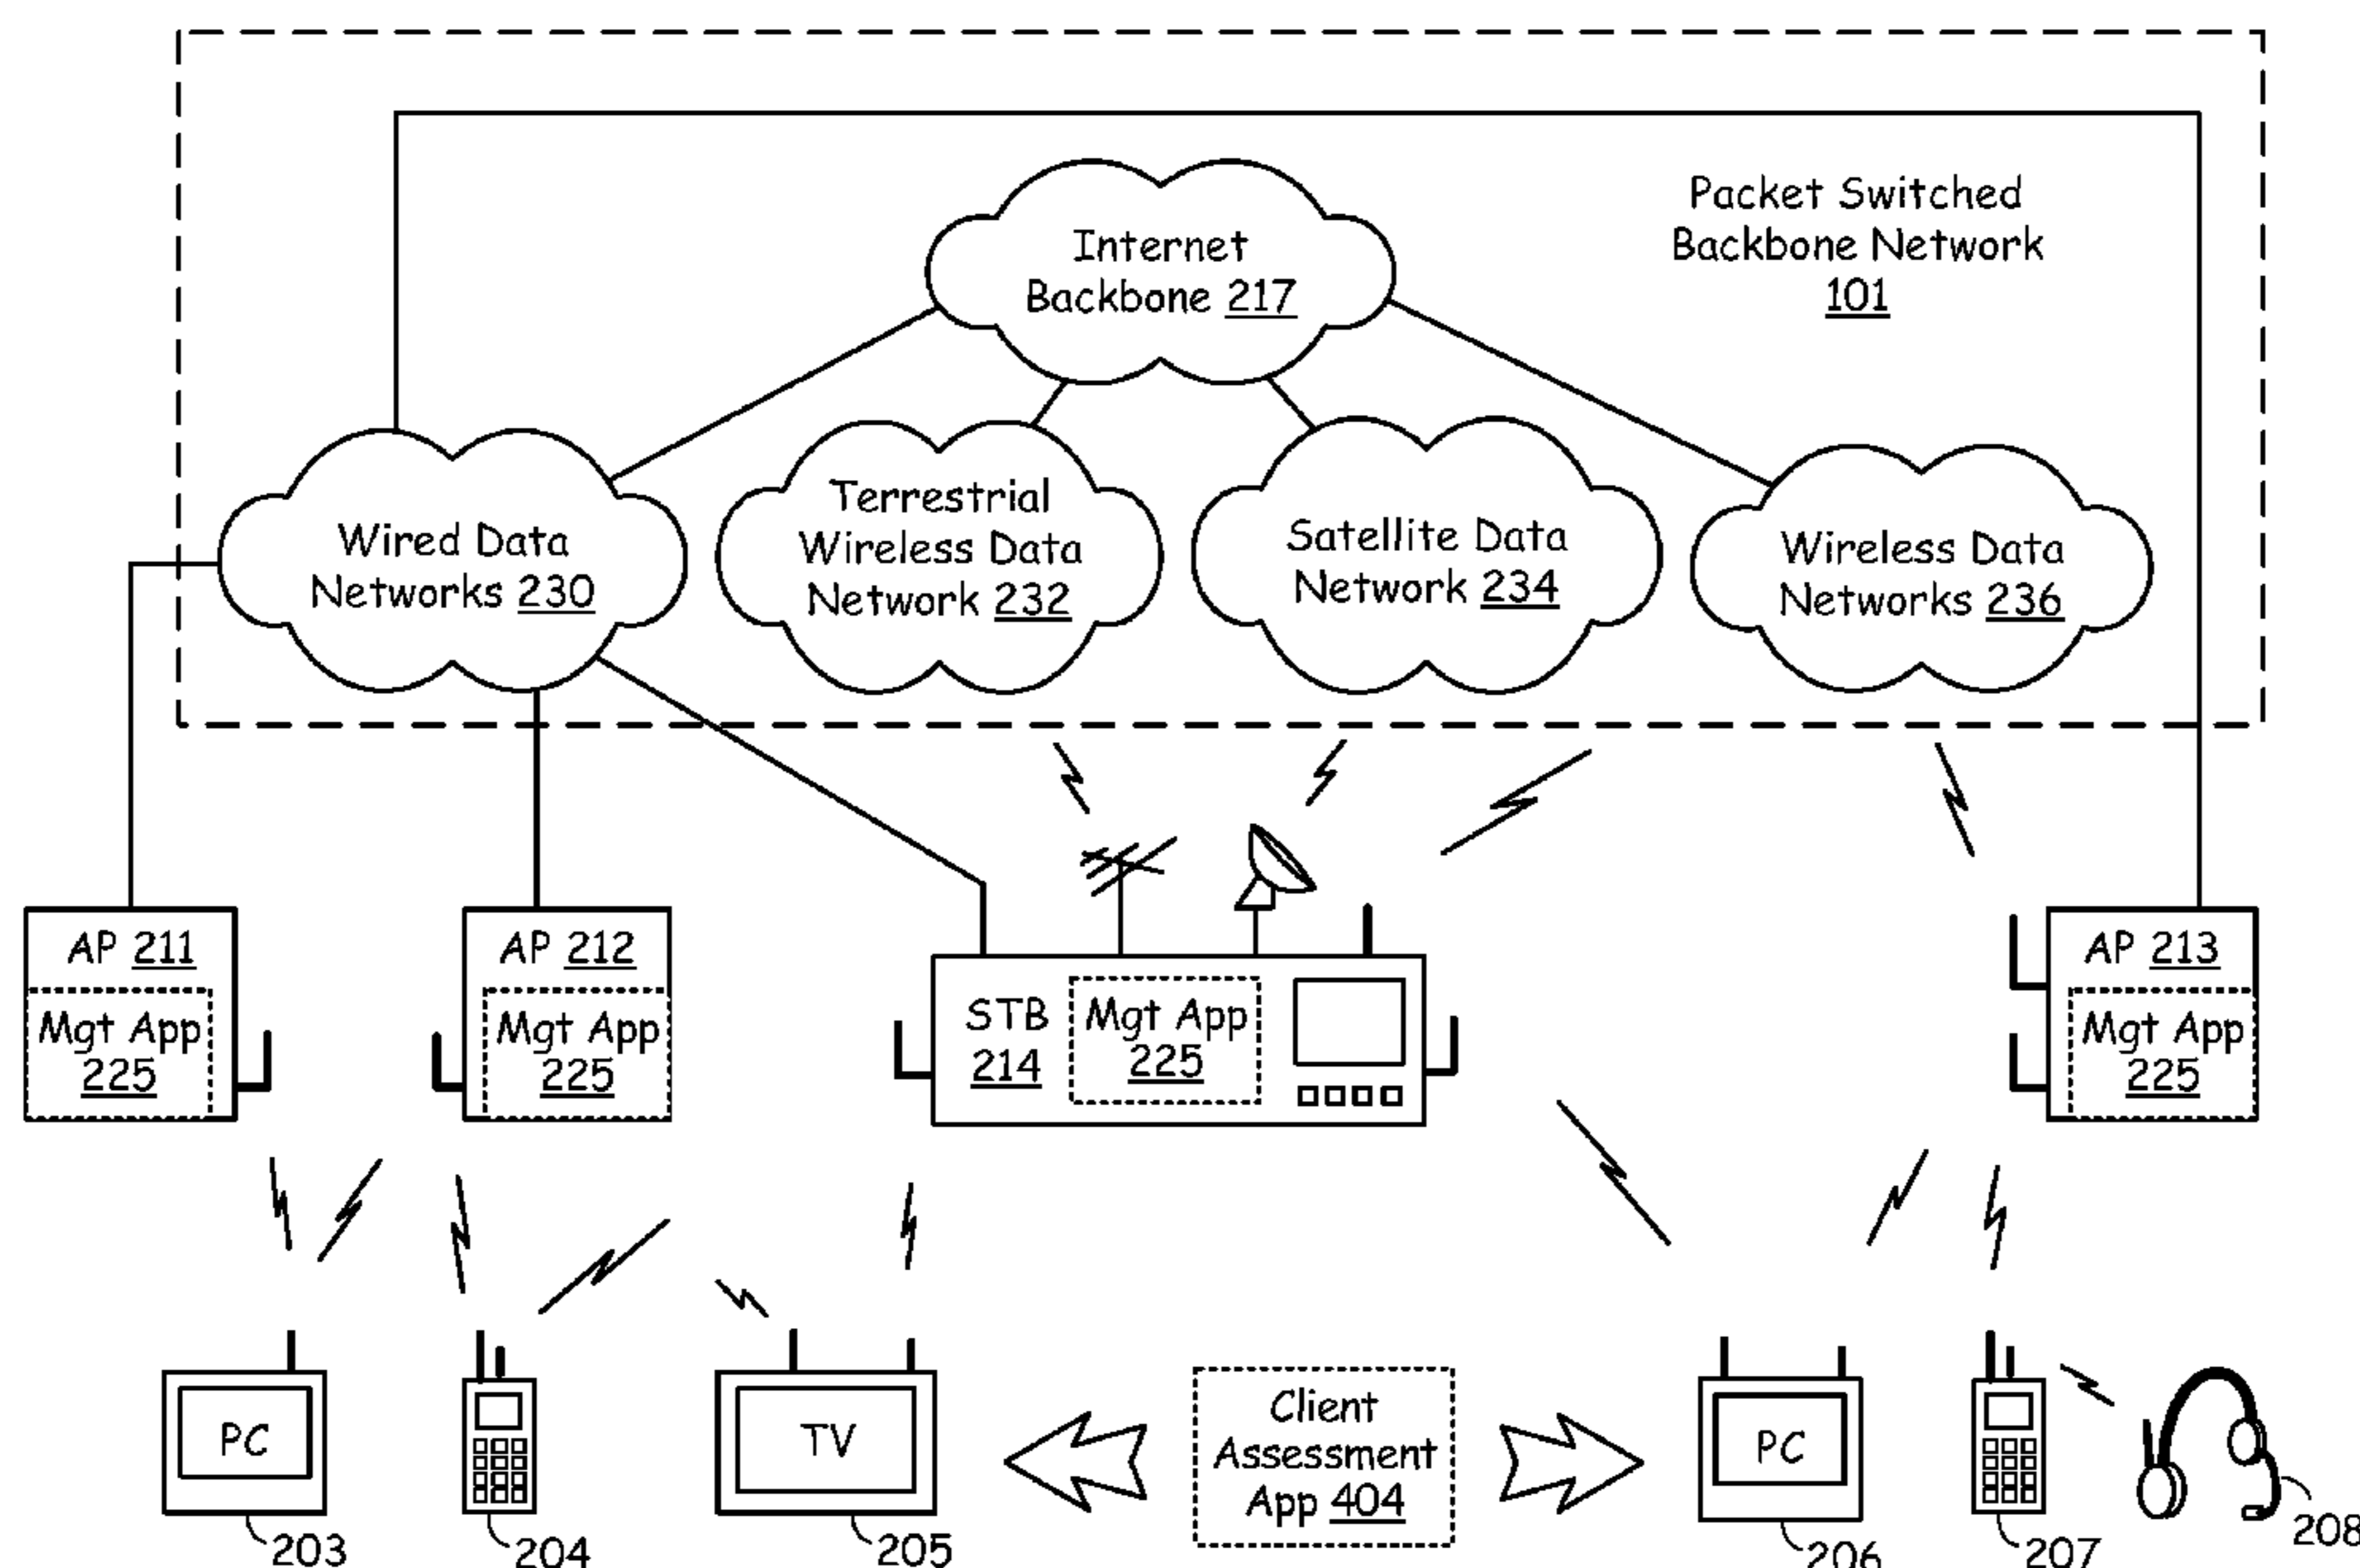 Packet Switched
Backbone Network
101
Internet
Backbone 217
Wired Data
Networks 230
Terrestrial
Wireless Data
Network 232
Satellite Data
Network 234
Wireless Data
Networks 236
AP 211
Mgt App
225
AP 212
Mgt App
225
STB
214
Mgt App
225
AP 213
Mgt App
225
PC
203
204
TV
205
Client
Assessment
App 404
PC
206
207
208